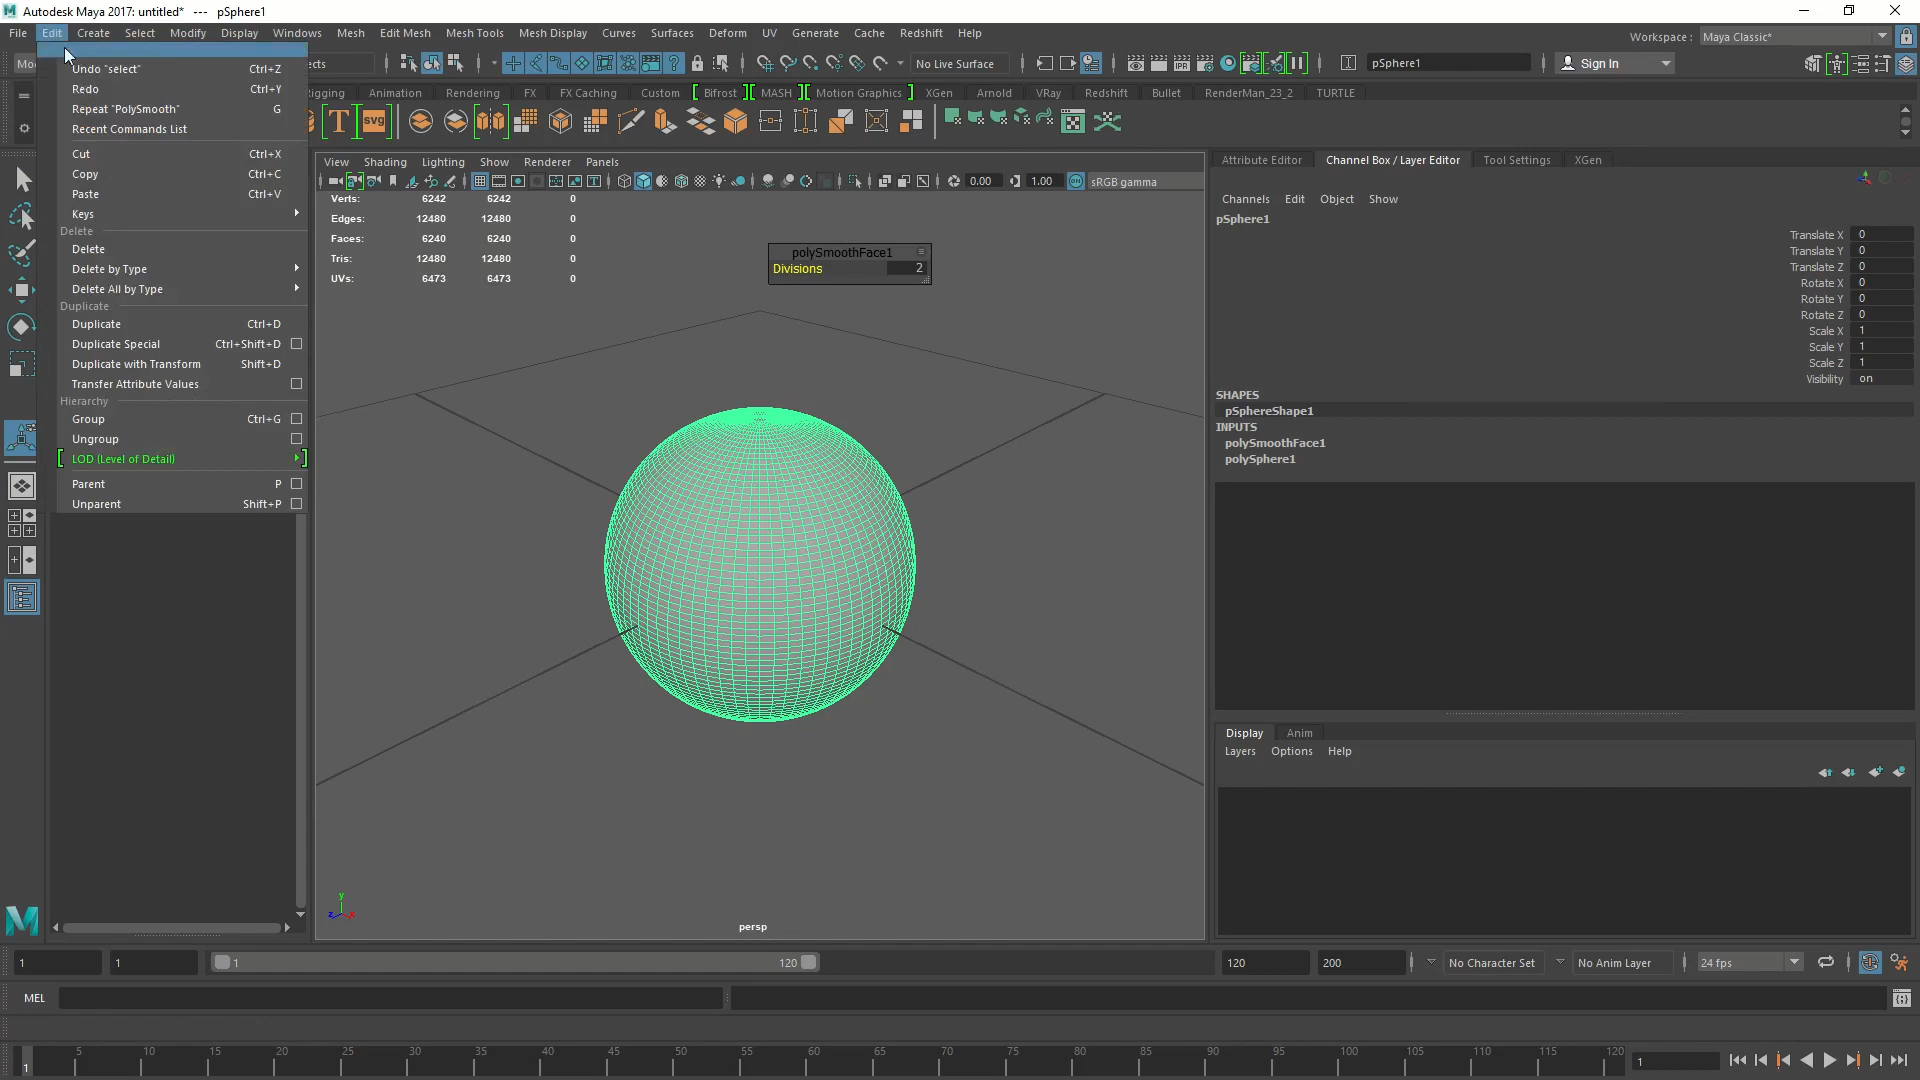 Autodesk Maya 2017: untitled* --- pSphere1
File Edit Create Select Modify Display Windows Mesh Edit Mesh Mesh Tools Mesh Display Curves Surfaces Deform UV Generate Cache Redshift Help
Workspace : Maya Classic*
No Live Surface
pSphere1
Sign In
Animation Rendering FX FX Caching Custom Bifrost MASH Motion Graphics XGen Arnold VRay Redshift Bullet RenderMan_23_2 TURTLE
Undo "select" Ctrl+Z
Redo Ctrl+Y
Repeat "PolySmooth" G
Recent Commands List
Cut Ctrl+X
Copy Ctrl+C
Paste Ctrl+V
Keys
Delete
Delete
Delete by Type
Delete All by Type
Duplicate
Duplicate Ctrl+D
Duplicate Special Ctrl+Shift+D
Duplicate with Transform Shift+D
Transfer Attribute Values
Hierarchy
Group Ctrl+G
Ungroup
LOD (Level of Detail)
Parent P
Unparent Shift+P
View Shading Lighting Show Renderer Panels
0.00 1.00 sRGB gamma
Verts: 6242 6242 0
Edges: 12480 12480 0
Faces: 6240 6240 0
Tris: 12480 12480 0
UVs: 6473 6473 0
polySmoothFace1
Divisions 2
persp
y
z x
Attribute Editor Channel Box / Layer Editor Tool Settings XGen
Channels Edit Object Show
pSphere1
Translate X 0
Translate Y 0
Translate Z 0
Rotate X 0
Rotate Y 0
Rotate Z 0
Scale X 1
Scale Y 1
Scale Z 1
Visibility on
SHAPES
pSphereShape1
INPUTS
polySmoothFace1
polySphere1
Display Anim
Layers Options Help
1 1 1 120 120 200 No Character Set No Anim Layer 24 fps
MEL
1 5 10 15 20 25 30 35 40 45 50 55 60 65 70 75 80 85 90 95 100 105 110 115 120 1